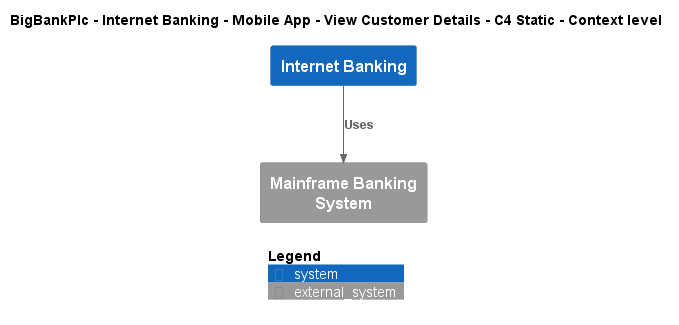 BigBankPlc - Internet Banking - Mobile App - View Customer Details - C4 Static - Context level
Internet Banking
Uses
Mainframe Banking
System
Legend
system
external_system